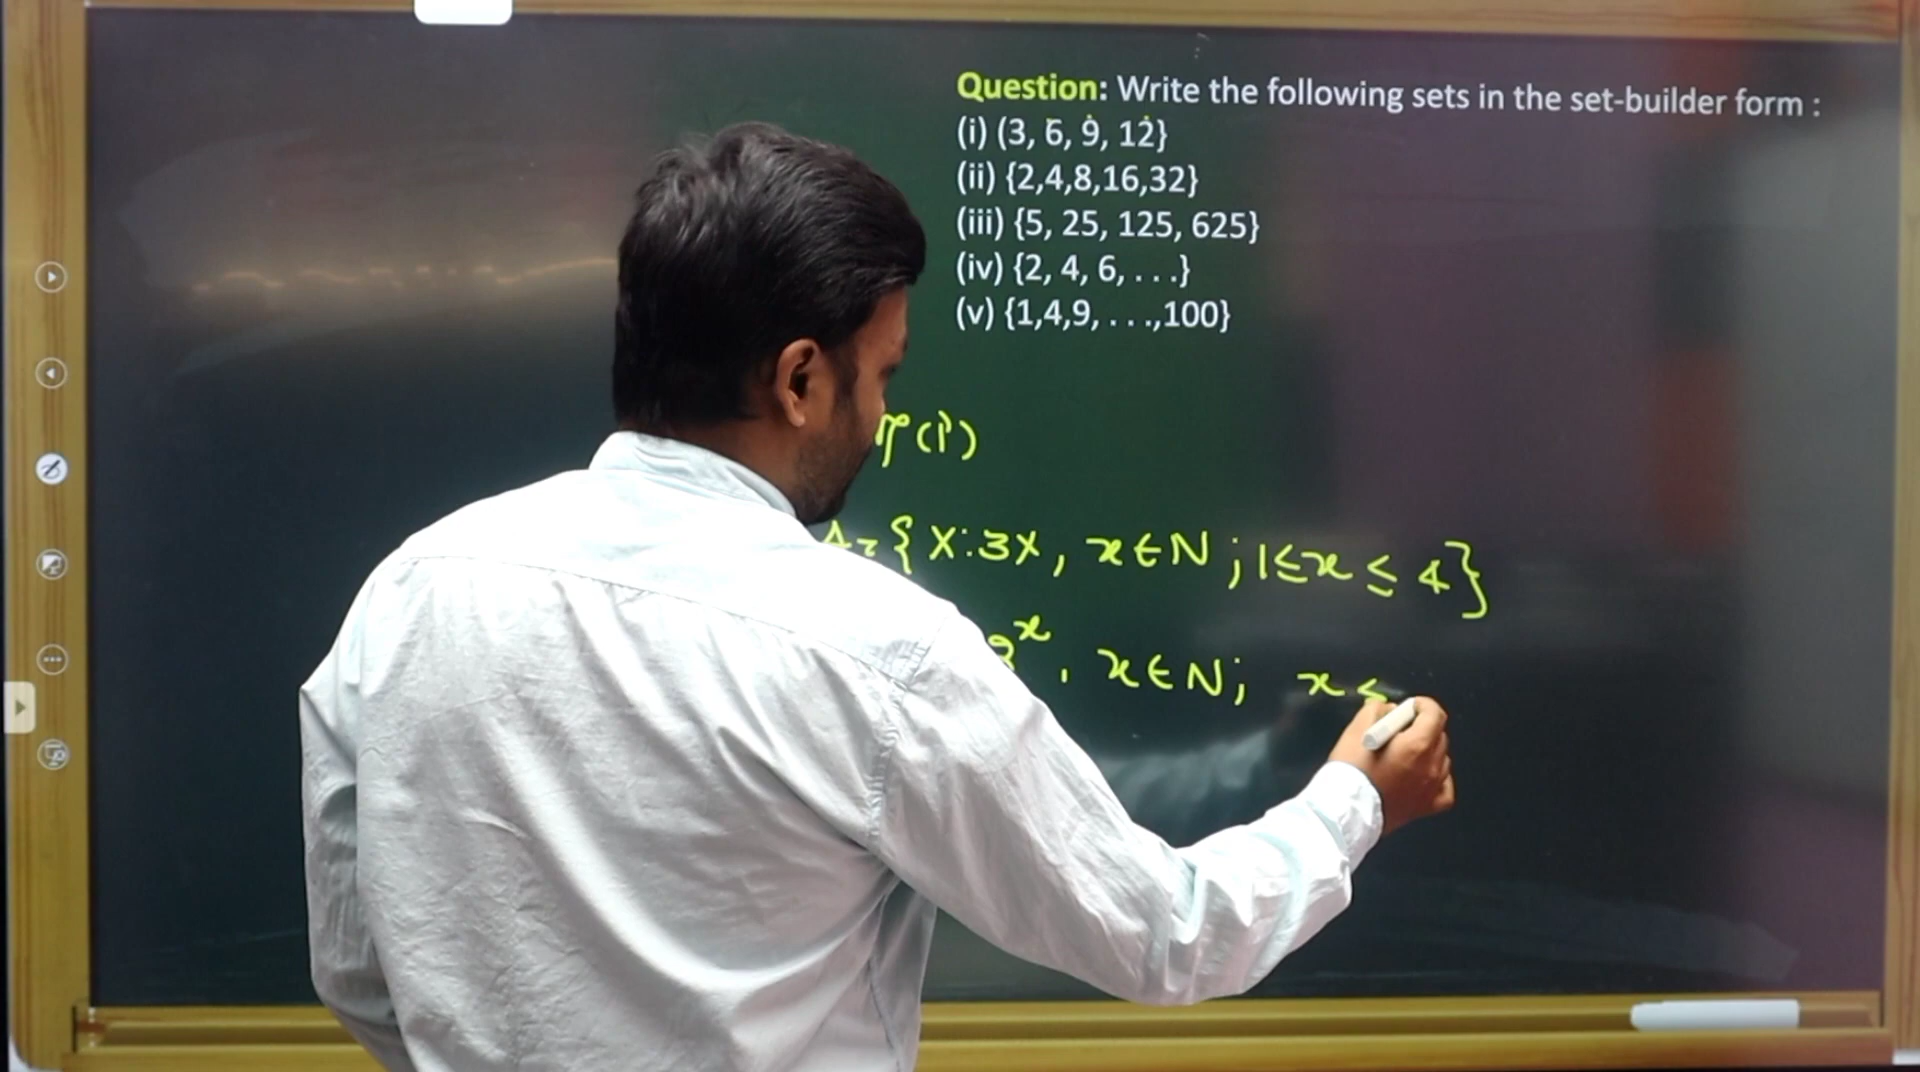 Question: Write the following sets in the set-builder form :
(i) (3, 6, 9, 12}
(ii) {2,4,8,16,32}
(iii) {5, 25, 125, 625}
(iv) {2, 4, 6, . . .}
(v) {1,4,9, . . .,100}
(i)
A = { X : 3X , x ∈ N ; 1 ≤ x ≤ 4 }
2^x , x ∈ N ; x ≤